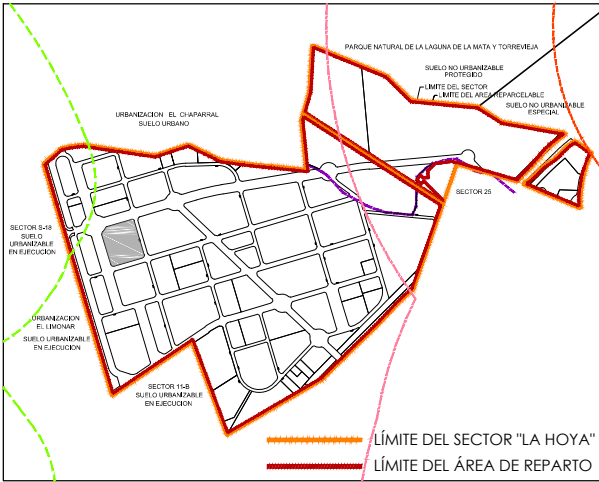 PARQUE NATURAL DE LA LAGUNA DE LA MATA Y TORREVIEJA
SUELO NO URBANIZABLE
PROTEGIDO
LIMITE DEL SECTOR
LIMITE DEL AREA REPARCELABLE
SUELO NO URBANIZABLE
ESPECIAL
URBANIZACION EL CHAPARRAL
SUELO URBANO
SECTOR 25
SECTOR S-18
SUELO
URBANIZABLE
EN EJECUCION
URBANIZACION
EL LIMONAR
SUELO URBANIZABLE
EN EJECUCION
SECTOR 11-B
SUELO URBANIZABLE
EN EJECUCION
LÍMITE DEL SECTOR "LA HOYA"
LÍMITE DEL ÁREA DE REPARTO